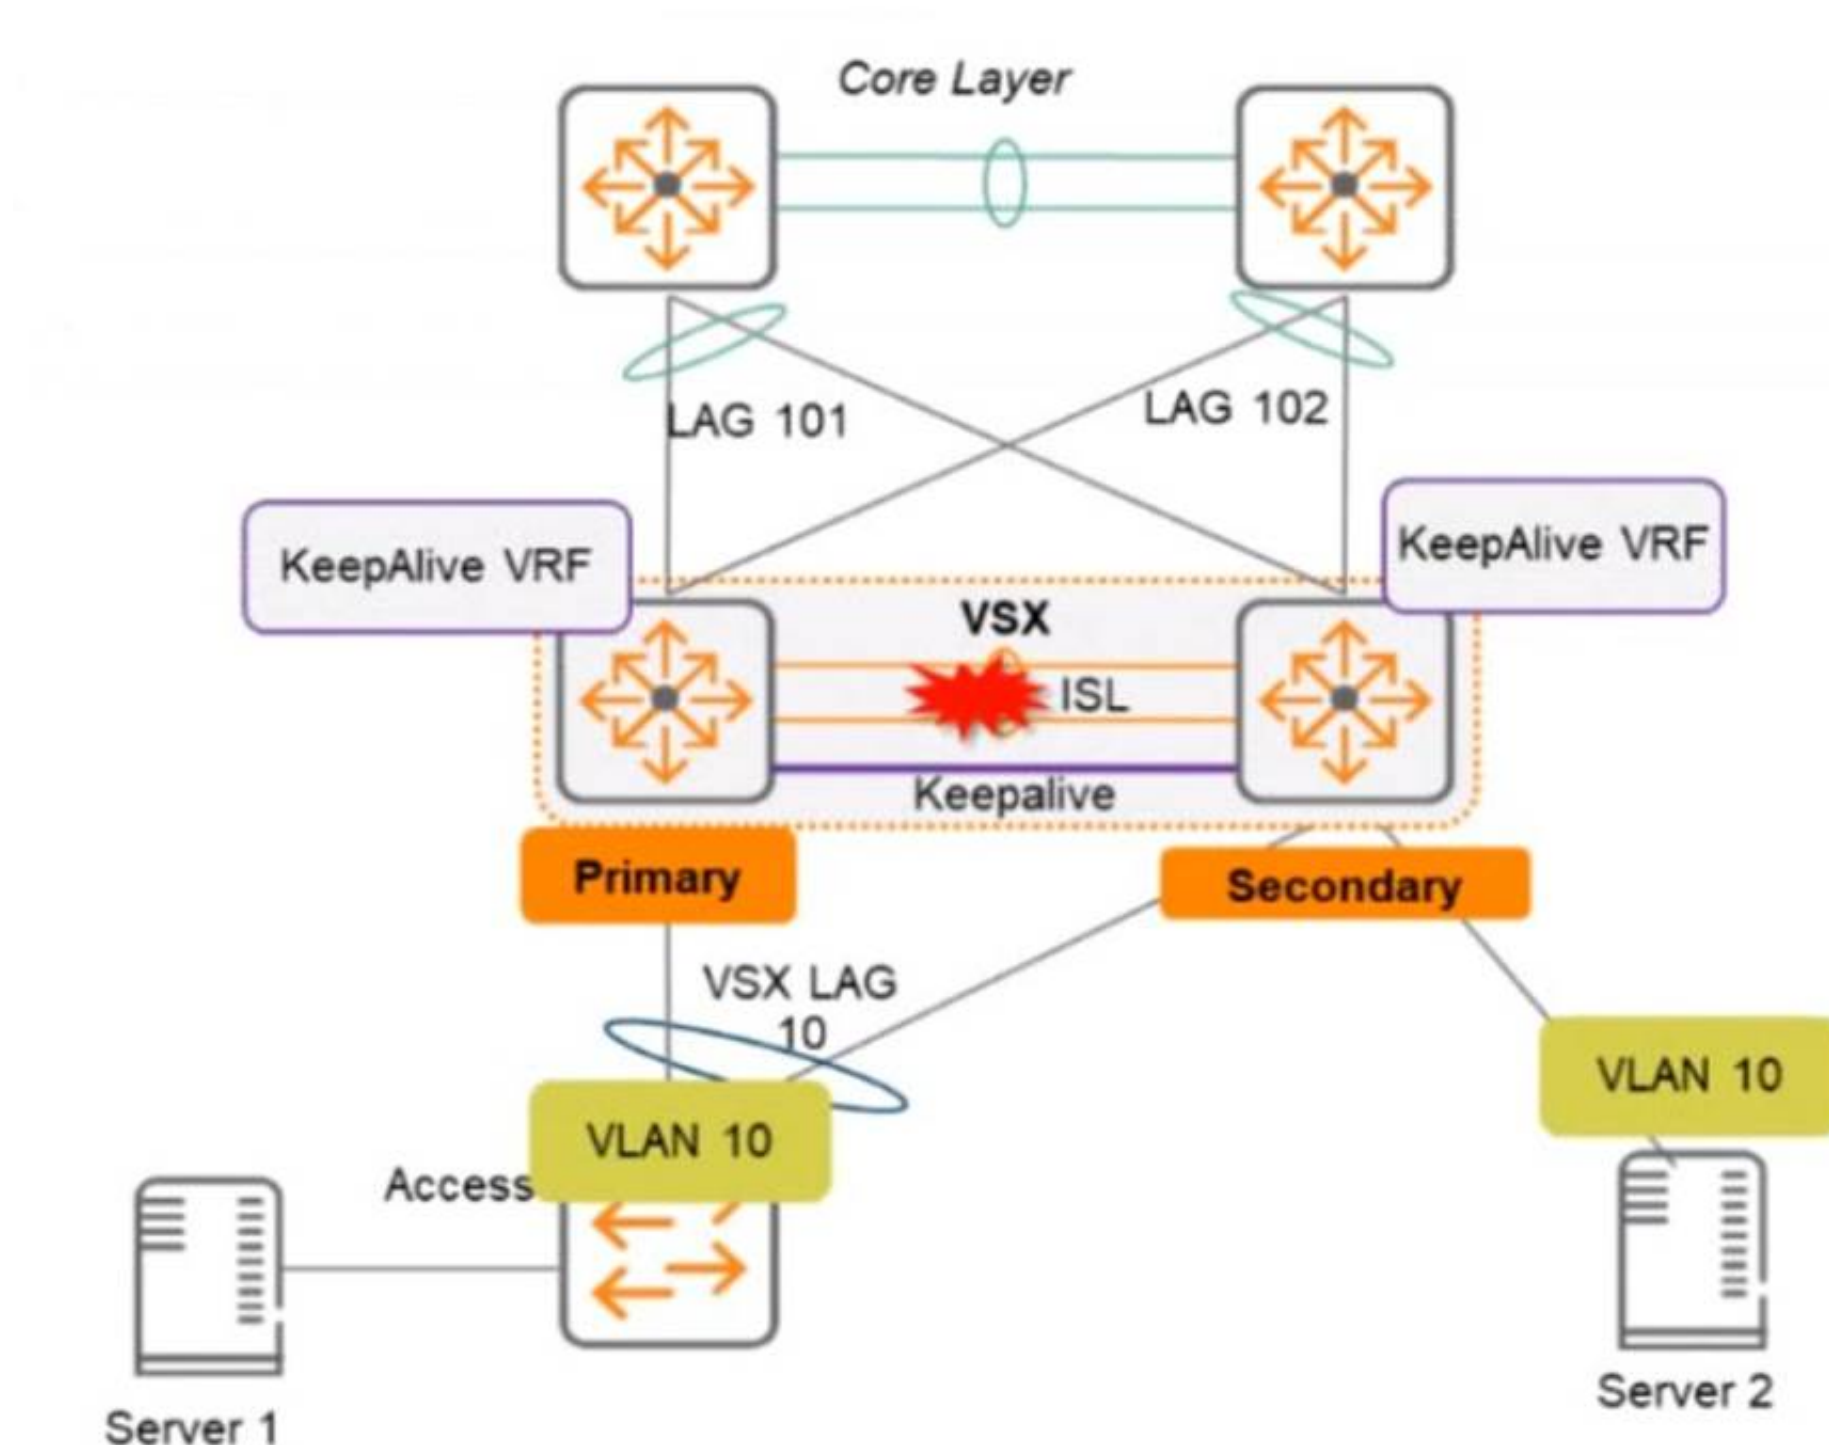 Core Layer
LAG 101
LAG 102
KeepAlive VRF
KeepAlive VRF
VSX
ISL
Keepalive
Primary
Secondary
VSX LAG
10
VLAN 10
VLAN 10
Access
Server 1
Server 2